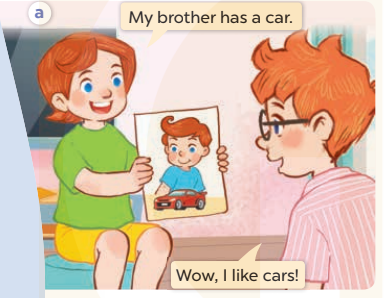 a
My brother has a car.
Wow, I like cars!